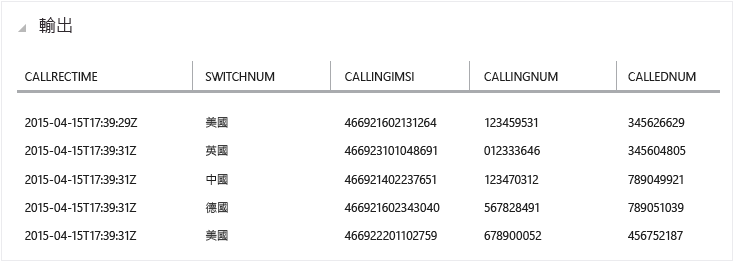 輸出
CALLRECTIME SWITCHNUM CALLINGIMSI CALLINGNUM CALLEDNUM
2015-04-15T17:39:29Z 美國 466921602131264 123459531 345626629
2015-04-15T17:39:31Z 英國 466923101048691 012333646 345604805
2015-04-15T17:39:31Z 中國 466921402237651 123470312 789049921
2015-04-15T17:39:31Z 德國 466921602343040 567828491 789051039
2015-04-15T17:39:31Z 美國 466922201102759 678900052 456752187